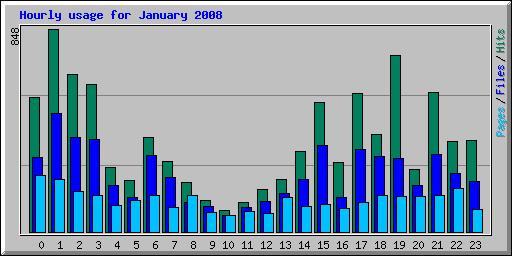 Hourly usage for January 2008
848
Pages / Files / Hits
0 1 2 3 4 5 6 7 8 9 10 11 12 13 14 15 16 17 18 19 20 21 22 23